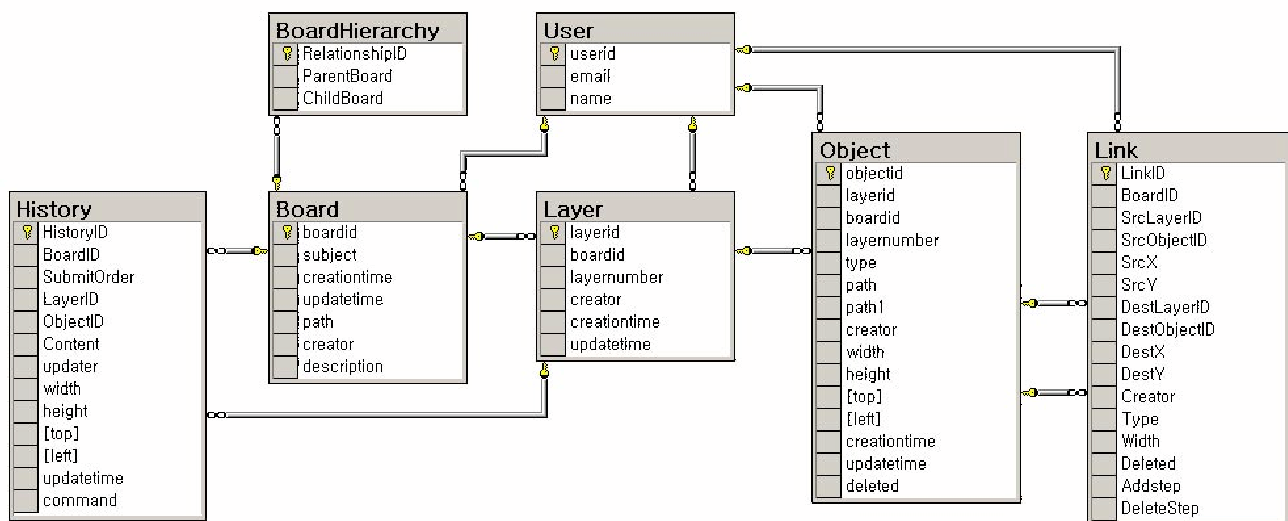 BoardHierarchy
RelationshipID
ParentBoard
ChildBoard
User
userid
email
name
History
HistoryID
BoardID
SubmitOrder
LayerID
ObjectID
Content
updater
width
height
[top]
[left]
updatetime
command
Board
boardid
subject
creationtime
updatetime
path
creator
description
Layer
layerid
boardid
layernumber
creator
creationtime
updatetime
Object
objectid
layerid
boardid
layernumber
type
path
path1
creator
width
height
[top]
[left]
creationtime
updatetime
deleted
Link
LinkID
BoardID
SrcLayerID
SrcObjectID
SrcX
SrcY
DestLayerID
DestObjectID
DestX
DestY
Creator
Type
Width
Deleted
Addstep
DeleteStep